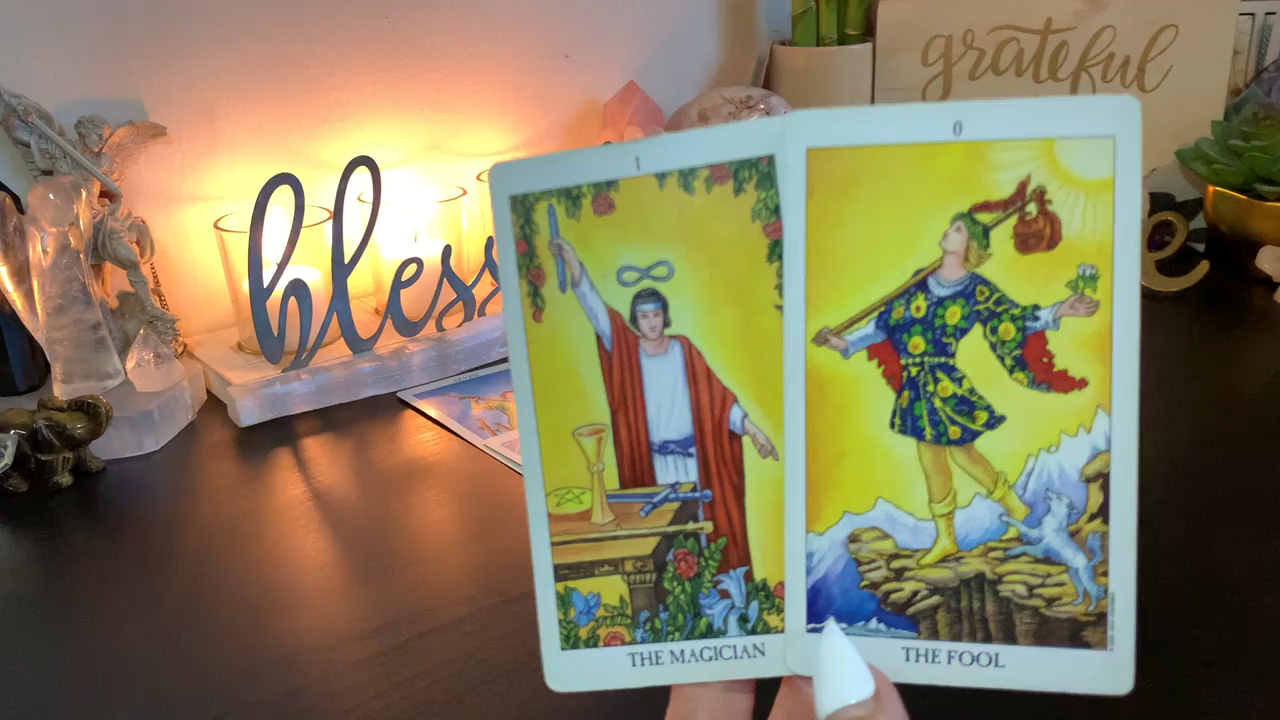 grateful
bless
1
THE MAGICIAN
0
THE FOOL
e